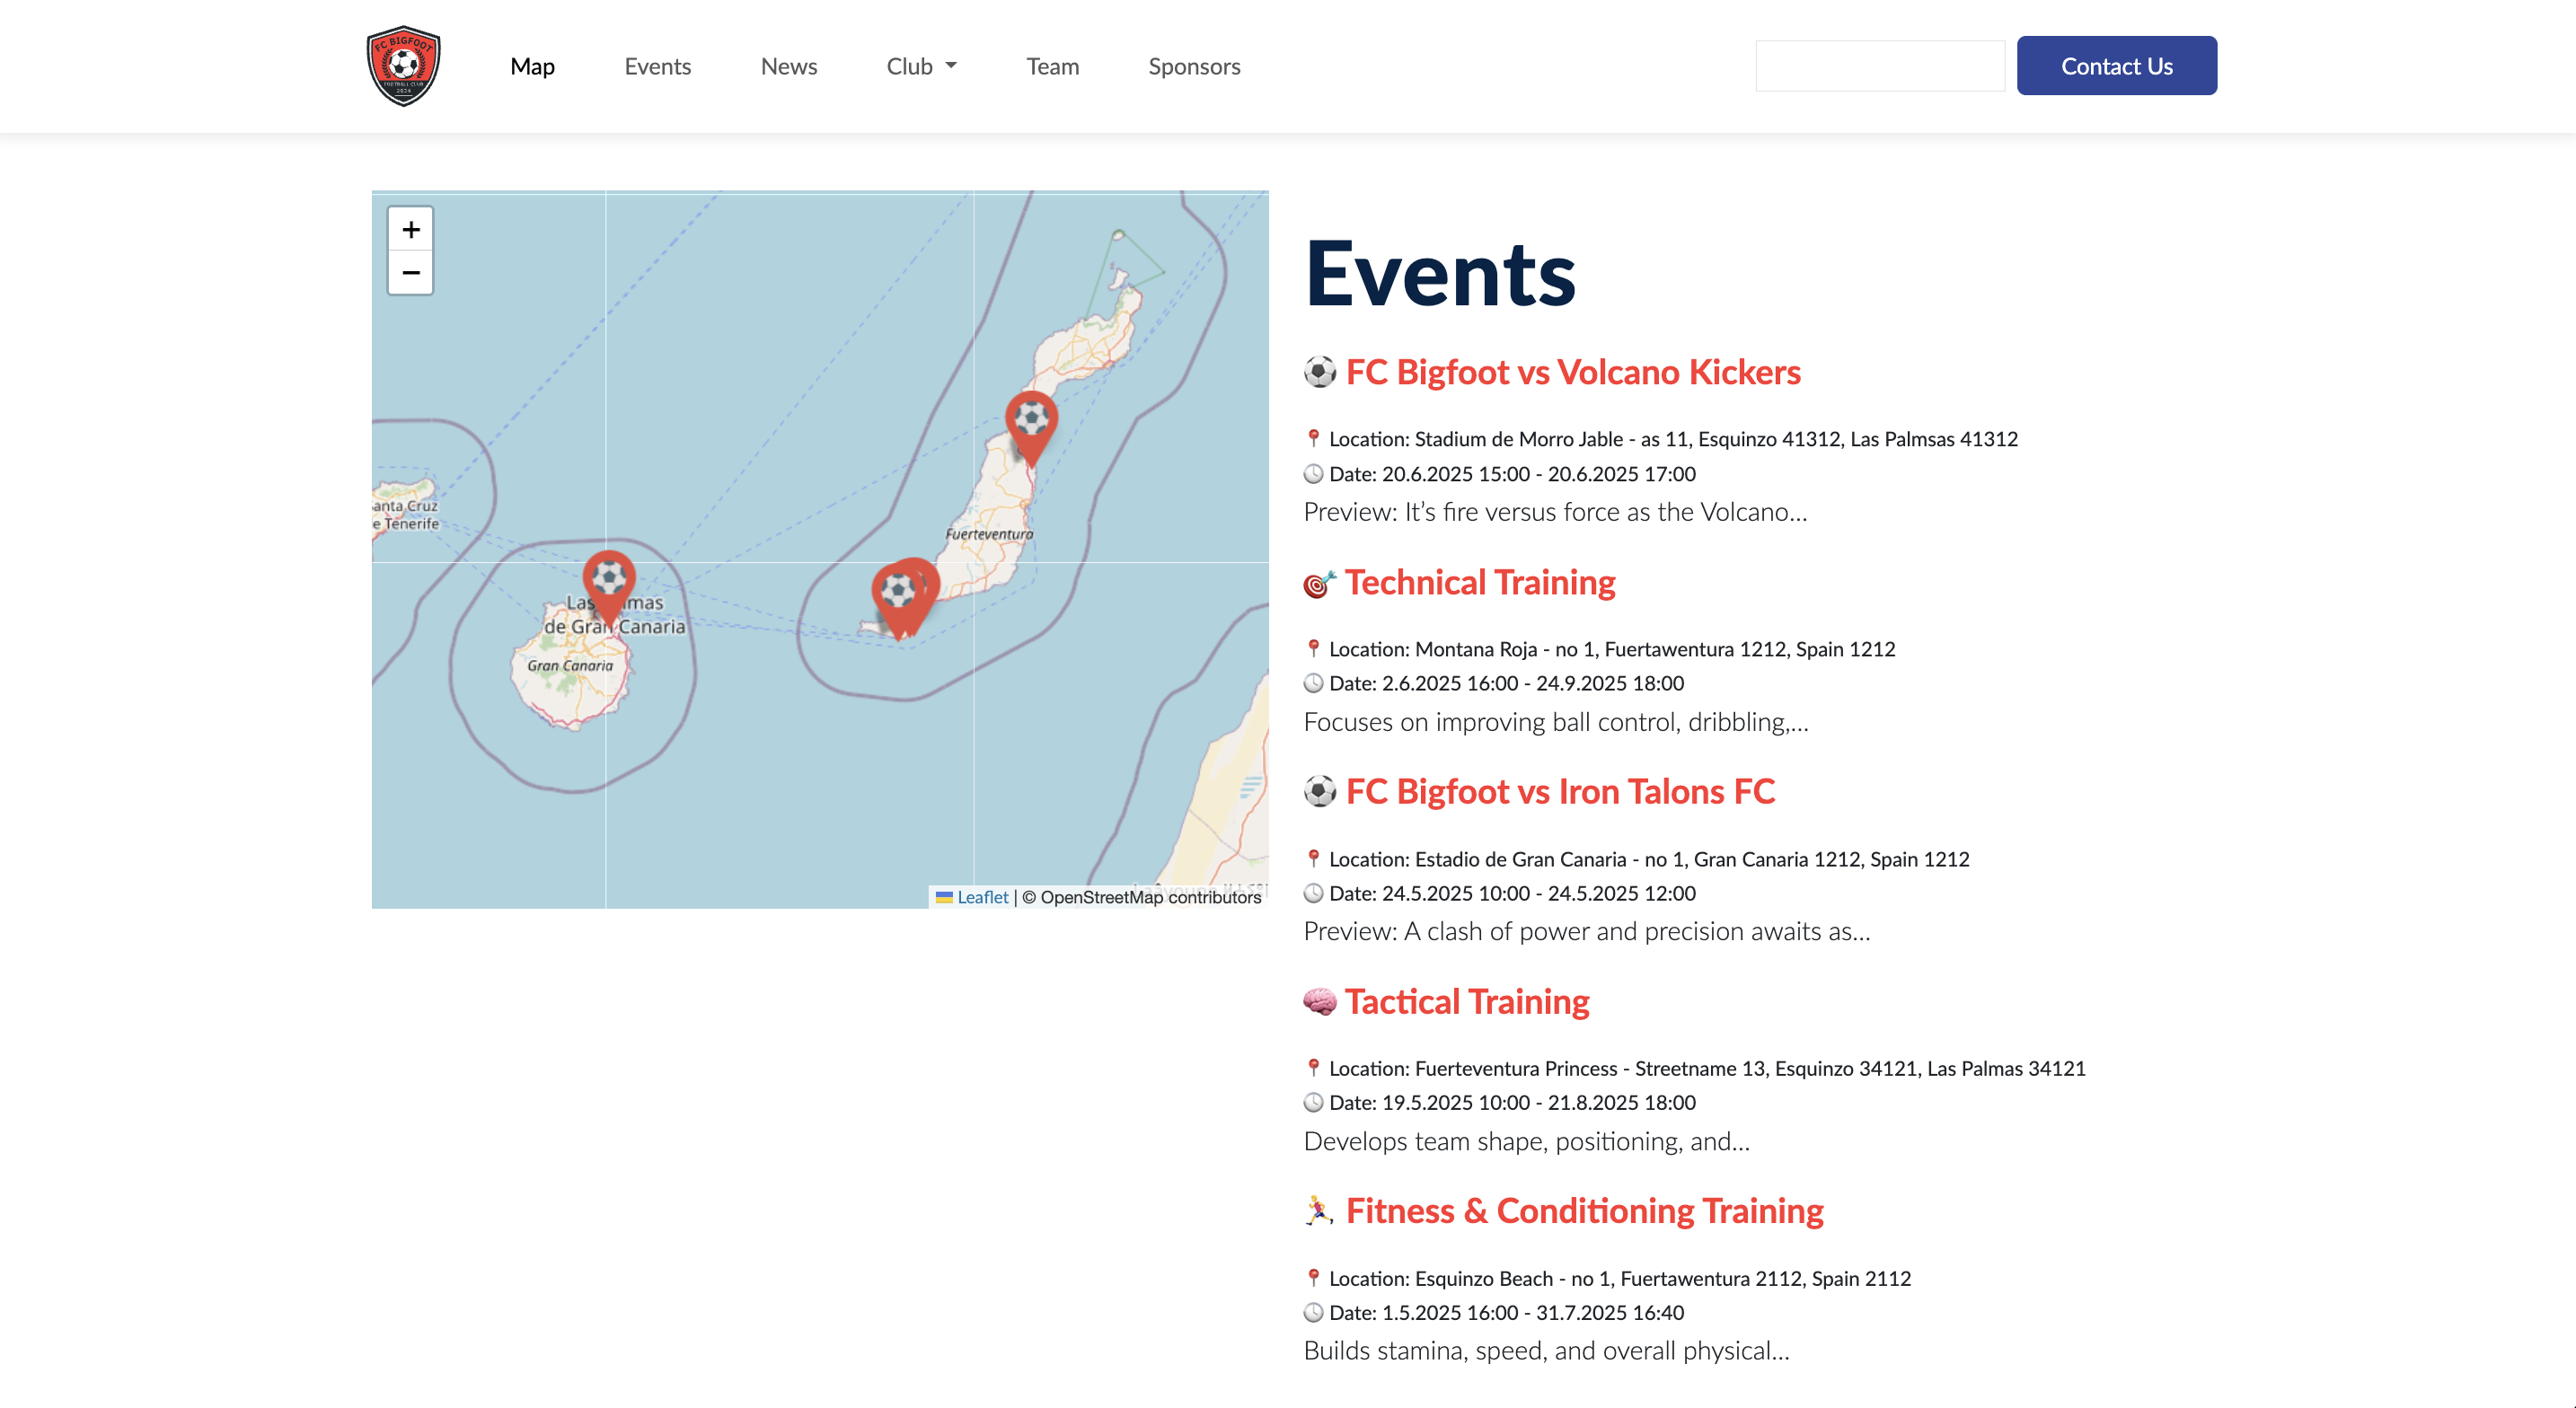 FC BIGFOOT
FOOTBALL CLUB
2024
Map
Events
News
Club
Team
Sponsors
Contact Us
+
−
Santa Cruz
de Tenerife
Fuerteventura
de Gran Canaria
Gran Canaria
Leaflet | © OpenStreetMap contributors
Events
FC Bigfoot vs Volcano Kickers
Location: Stadium de Morro Jable - as 11, Esquinzo 41312, Las Palmsas 41312
Date: 20.6.2025 15:00 - 20.6.2025 17:00
Preview: It’s fire versus force as the Volcano...
Technical Training
Location: Montana Roja - no 1, Fuertawentura 1212, Spain 1212
Date: 2.6.2025 16:00 - 24.9.2025 18:00
Focuses on improving ball control, dribbling,...
FC Bigfoot vs Iron Talons FC
Location: Estadio de Gran Canaria - no 1, Gran Canaria 1212, Spain 1212
Date: 24.5.2025 10:00 - 24.5.2025 12:00
Preview: A clash of power and precision awaits as...
Tactical Training
Location: Fuerteventura Princess - Streetname 13, Esquinzo 34121, Las Palmas 34121
Date: 19.5.2025 10:00 - 21.8.2025 18:00
Develops team shape, positioning, and...
Fitness & Conditioning Training
Location: Esquinzo Beach - no 1, Fuertawentura 2112, Spain 2112
Date: 1.5.2025 16:00 - 31.7.2025 16:40
Builds stamina, speed, and overall physical...